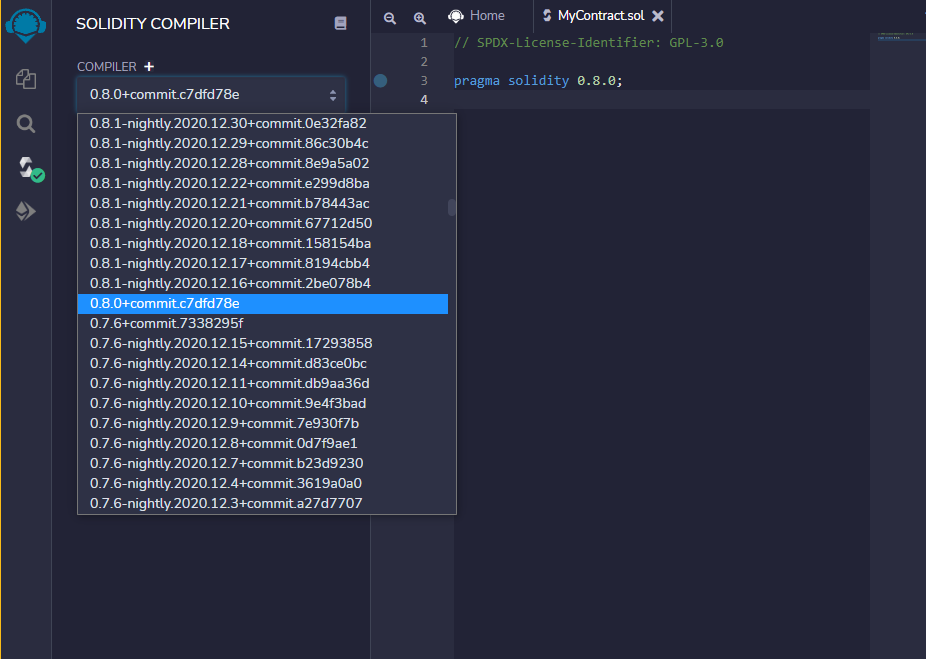 SOLIDITY COMPILER
COMPILER +
0.8.0+commit.c7dfd78e
0.8.1-nightly.2020.12.30+commit.0e32fa82
0.8.1-nightly.2020.12.29+commit.86c30b4c
0.8.1-nightly.2020.12.28+commit.8e9a5a02
0.8.1-nightly.2020.12.22+commit.e299d8ba
0.8.1-nightly.2020.12.21+commit.b78443ac
0.8.1-nightly.2020.12.20+commit.67712d50
0.8.1-nightly.2020.12.18+commit.158154ba
0.8.1-nightly.2020.12.17+commit.8194cbb4
0.8.1-nightly.2020.12.16+commit.2be078b4
0.8.0+commit.c7dfd78e
0.7.6+commit.7338295f
0.7.6-nightly.2020.12.15+commit.17293858
0.7.6-nightly.2020.12.14+commit.d83ce0bc
0.7.6-nightly.2020.12.11+commit.db9aa36d
0.7.6-nightly.2020.12.10+commit.9e4f3bad
0.7.6-nightly.2020.12.9+commit.7e930f7b
0.7.6-nightly.2020.12.8+commit.0d7f9ae1
0.7.6-nightly.2020.12.7+commit.b23d9230
0.7.6-nightly.2020.12.4+commit.3619a0a0
0.7.6-nightly.2020.12.3+commit.a27d7707
Home
MyContract.sol
1 // SPDX-License-Identifier: GPL-3.0
2
3 pragma solidity 0.8.0;
4